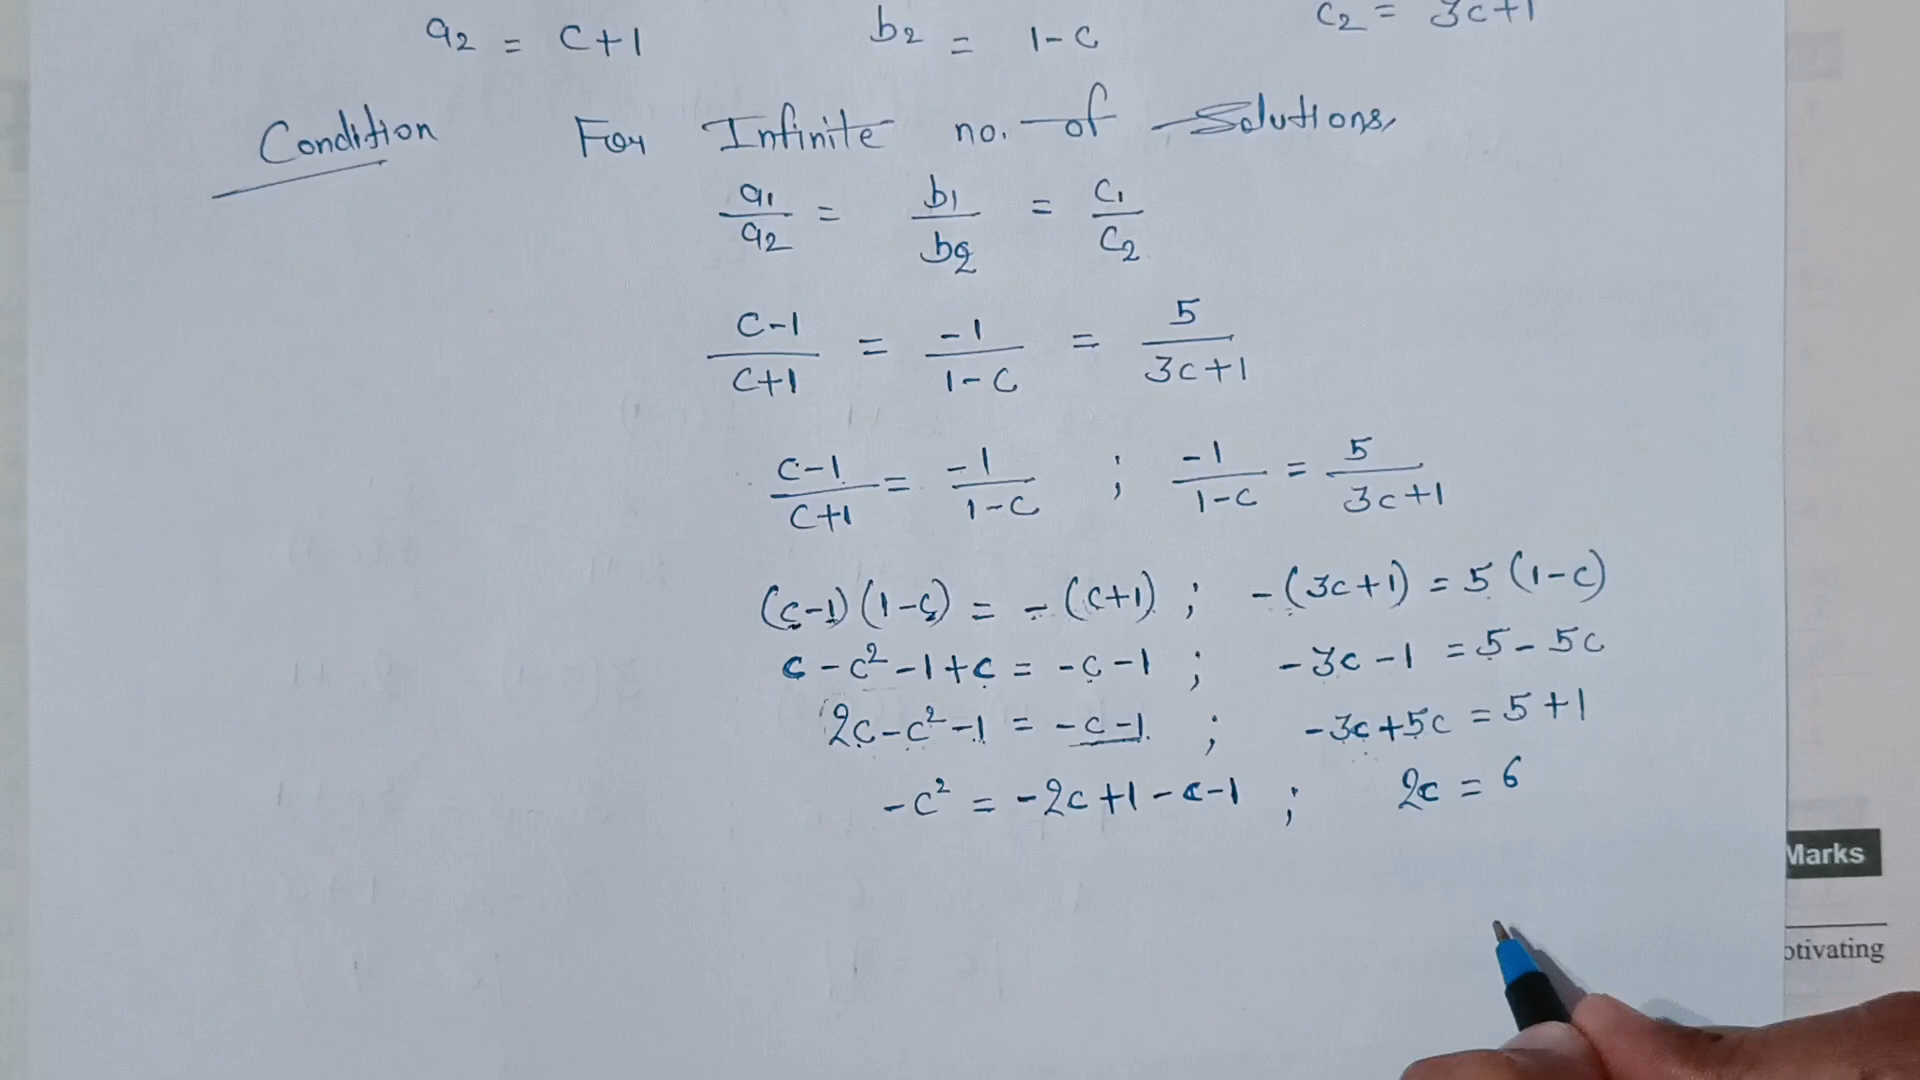 a2 = c+1 b2 = 1-c c2 = 3c+1
Condition For Infinite no. of Solutions,
a1/a2 = b1/b2 = c1/c2
c-1/c+1 = -1/1-c = 5/3c+1
c-1/c+1 = -1/1-c ; -1/1-c = 5/3c+1
(c-1)(1-c) = -(c+1) ; -(3c+1) = 5(1-c)
c-c²-1+c = -c-1 ; -3c-1 = 5-5c
2c-c²-1 = -c-1 ; -3c+5c = 5+1
-c² = -2c+1-c-1 ; 2c = 6
Marks
otivating